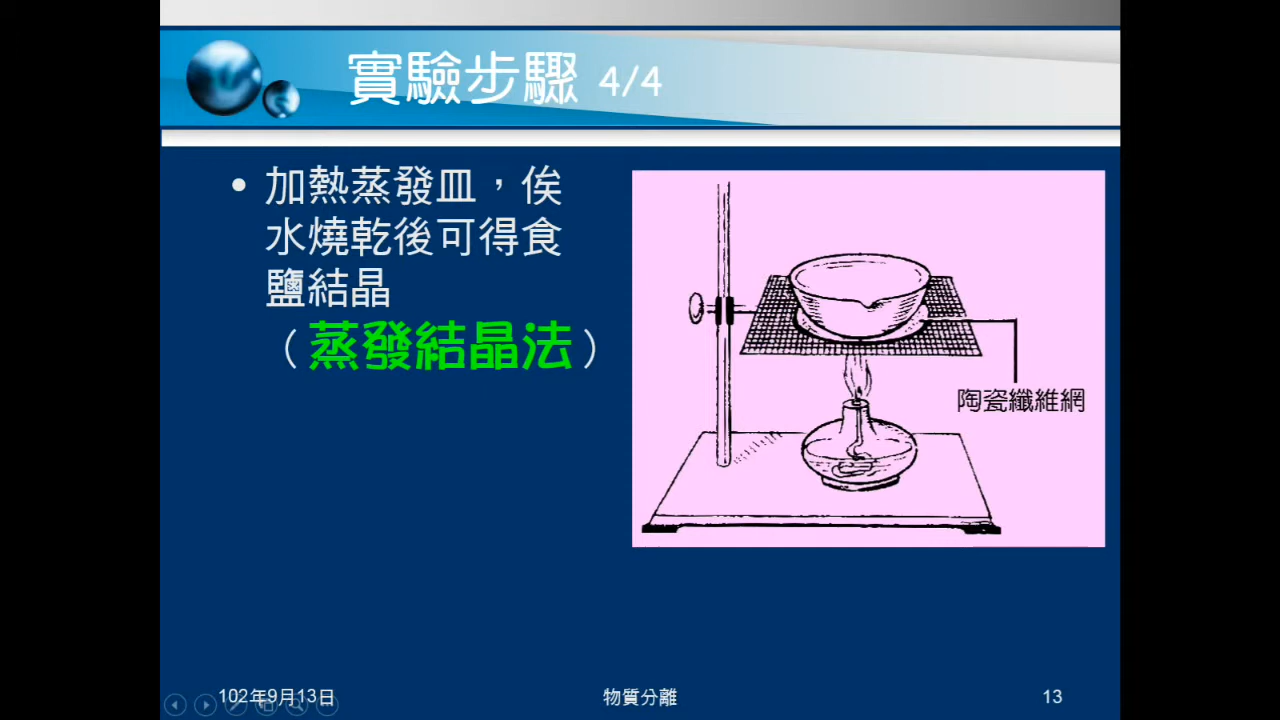 實驗步驟 4/4
• 加熱蒸發皿，俟
水燒乾後可得食
鹽結晶
（蒸發結晶法）
陶瓷纖維網
102年9月13日
物質分離
13